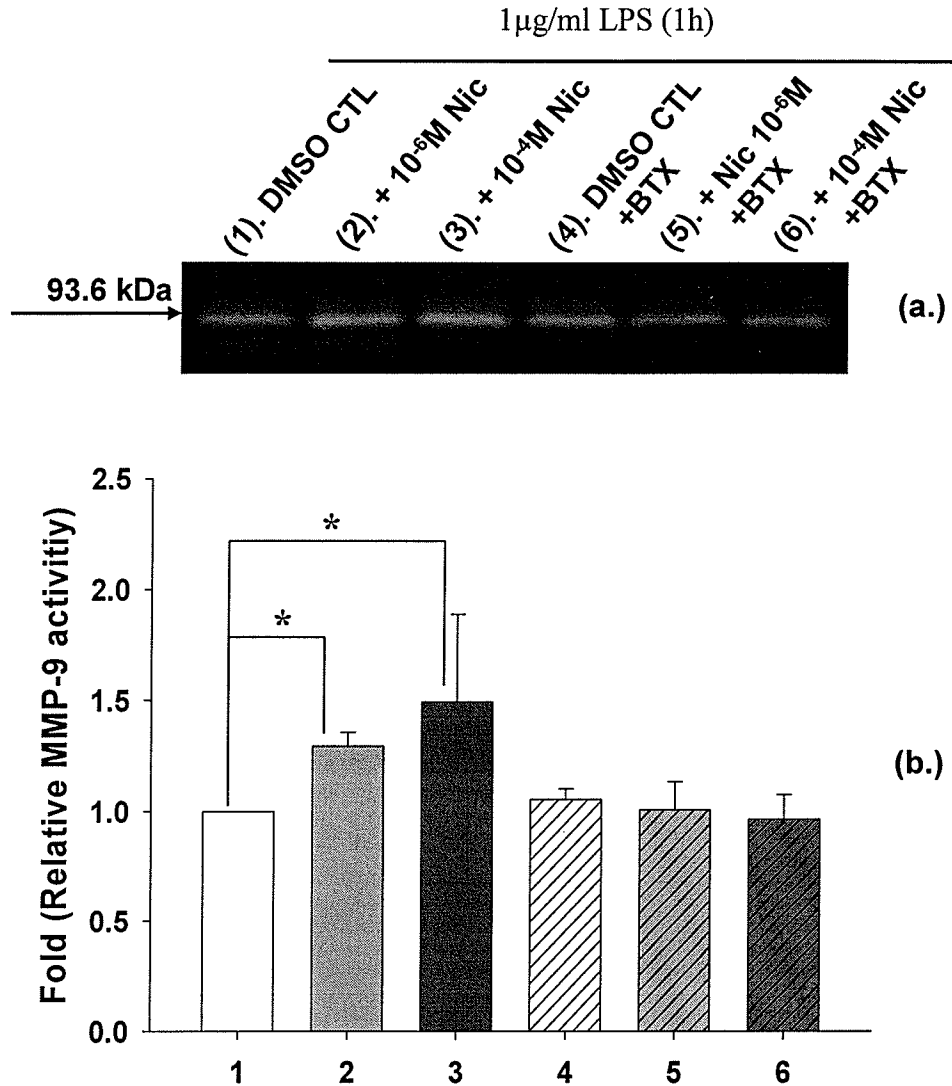 1μg/ml LPS (1h)
(1). DMSO CTL
(2). + 10⁻⁶M Nic
(3). + 10⁻⁴M Nic
(4). DMSO CTL
+BTX
(5). + Nic 10⁻⁶M
+BTX
(6). + 10⁻⁴M Nic
+BTX
93.6 kDa
(a.)
Fold (Relative MMP-9 activitiy)
2.5
2.0
1.5
1.0
0.5
0.0
*
*
(b.)
1 2 3 4 5 6